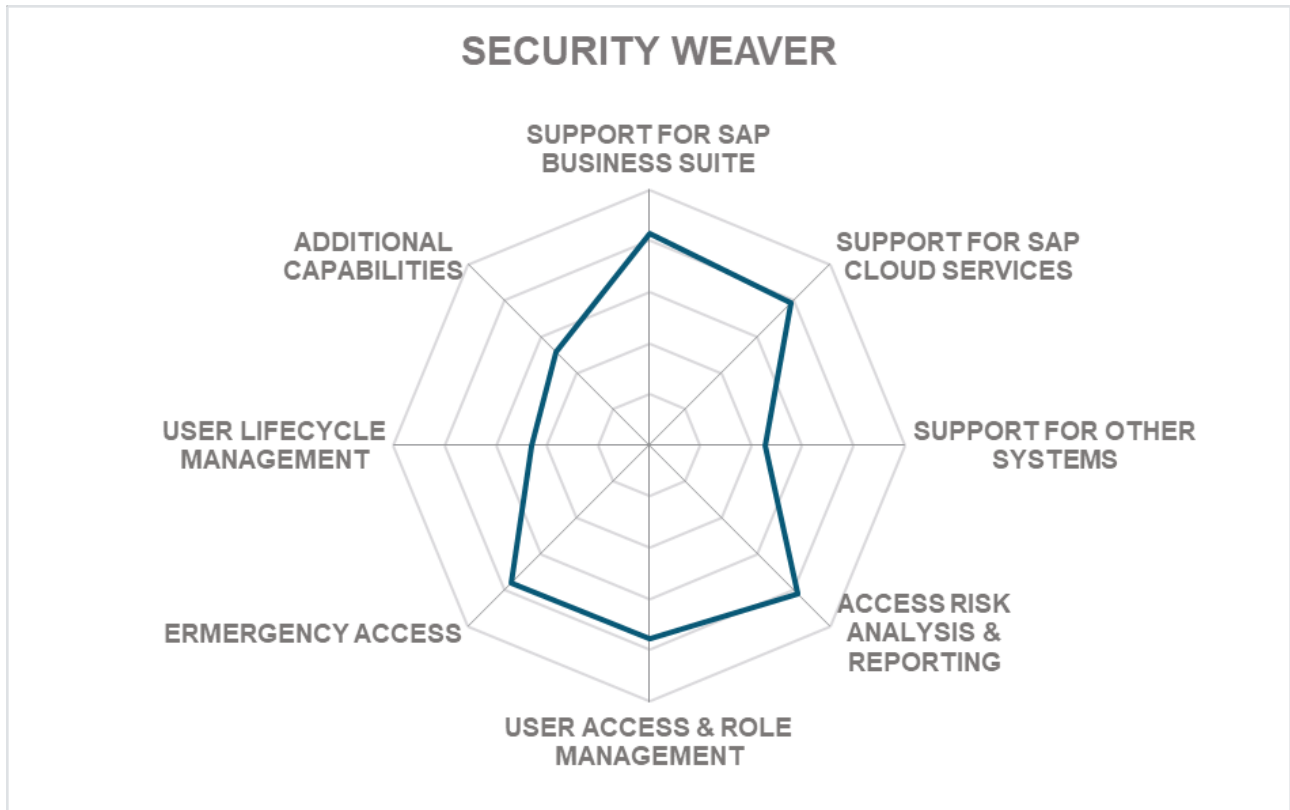 SECURITY WEAVER
SUPPORT FOR SAP
BUSINESS SUITE
ADDITIONAL
CAPABILITIES
SUPPORT FOR SAP
CLOUD SERVICES
USER LIFECYCLE
MANAGEMENT
SUPPORT FOR OTHER
SYSTEMS
ERMERGENCY ACCESS
ACCESS RISK
ANALYSIS &
REPORTING
USER ACCESS & ROLE
MANAGEMENT